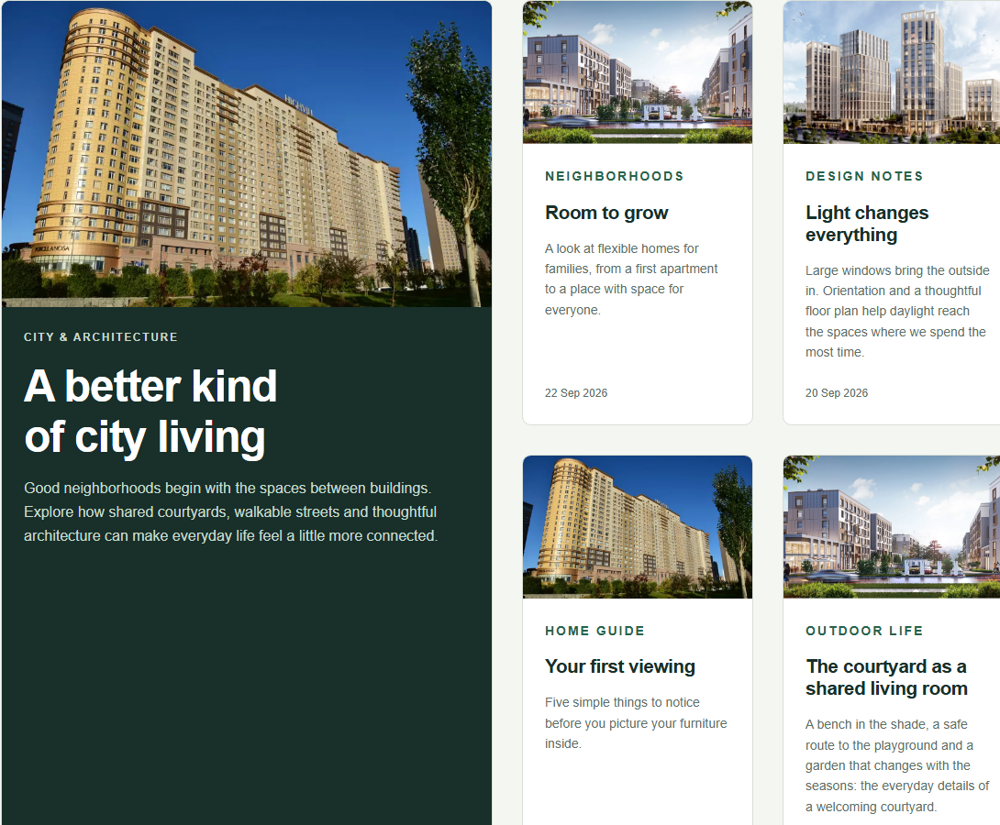 HIGHVILL
PORCELANOSA
CITY & ARCHITECTURE
A better kind
of city living
Good neighborhoods begin with the spaces between buildings.
Explore how shared courtyards, walkable streets and thoughtful
architecture can make everyday life feel a little more connected.
NEIGHBORHOODS
Room to grow
A look at flexible homes for
families, from a first apartment
to a place with space for
everyone.
22 Sep 2026
DESIGN NOTES
Light changes
everything
Large windows bring the outside
in. Orientation and a thoughtful
floor plan help daylight reach
the spaces where we spend the
most time.
20 Sep 2026
HOME GUIDE
Your first viewing
Five simple things to notice
before you picture your furniture
inside.
OUTDOOR LIFE
The courtyard as a
shared living room
A bench in the shade, a safe
route to the playground and a
garden that changes with the
seasons: the everyday details of
a welcoming courtyard.